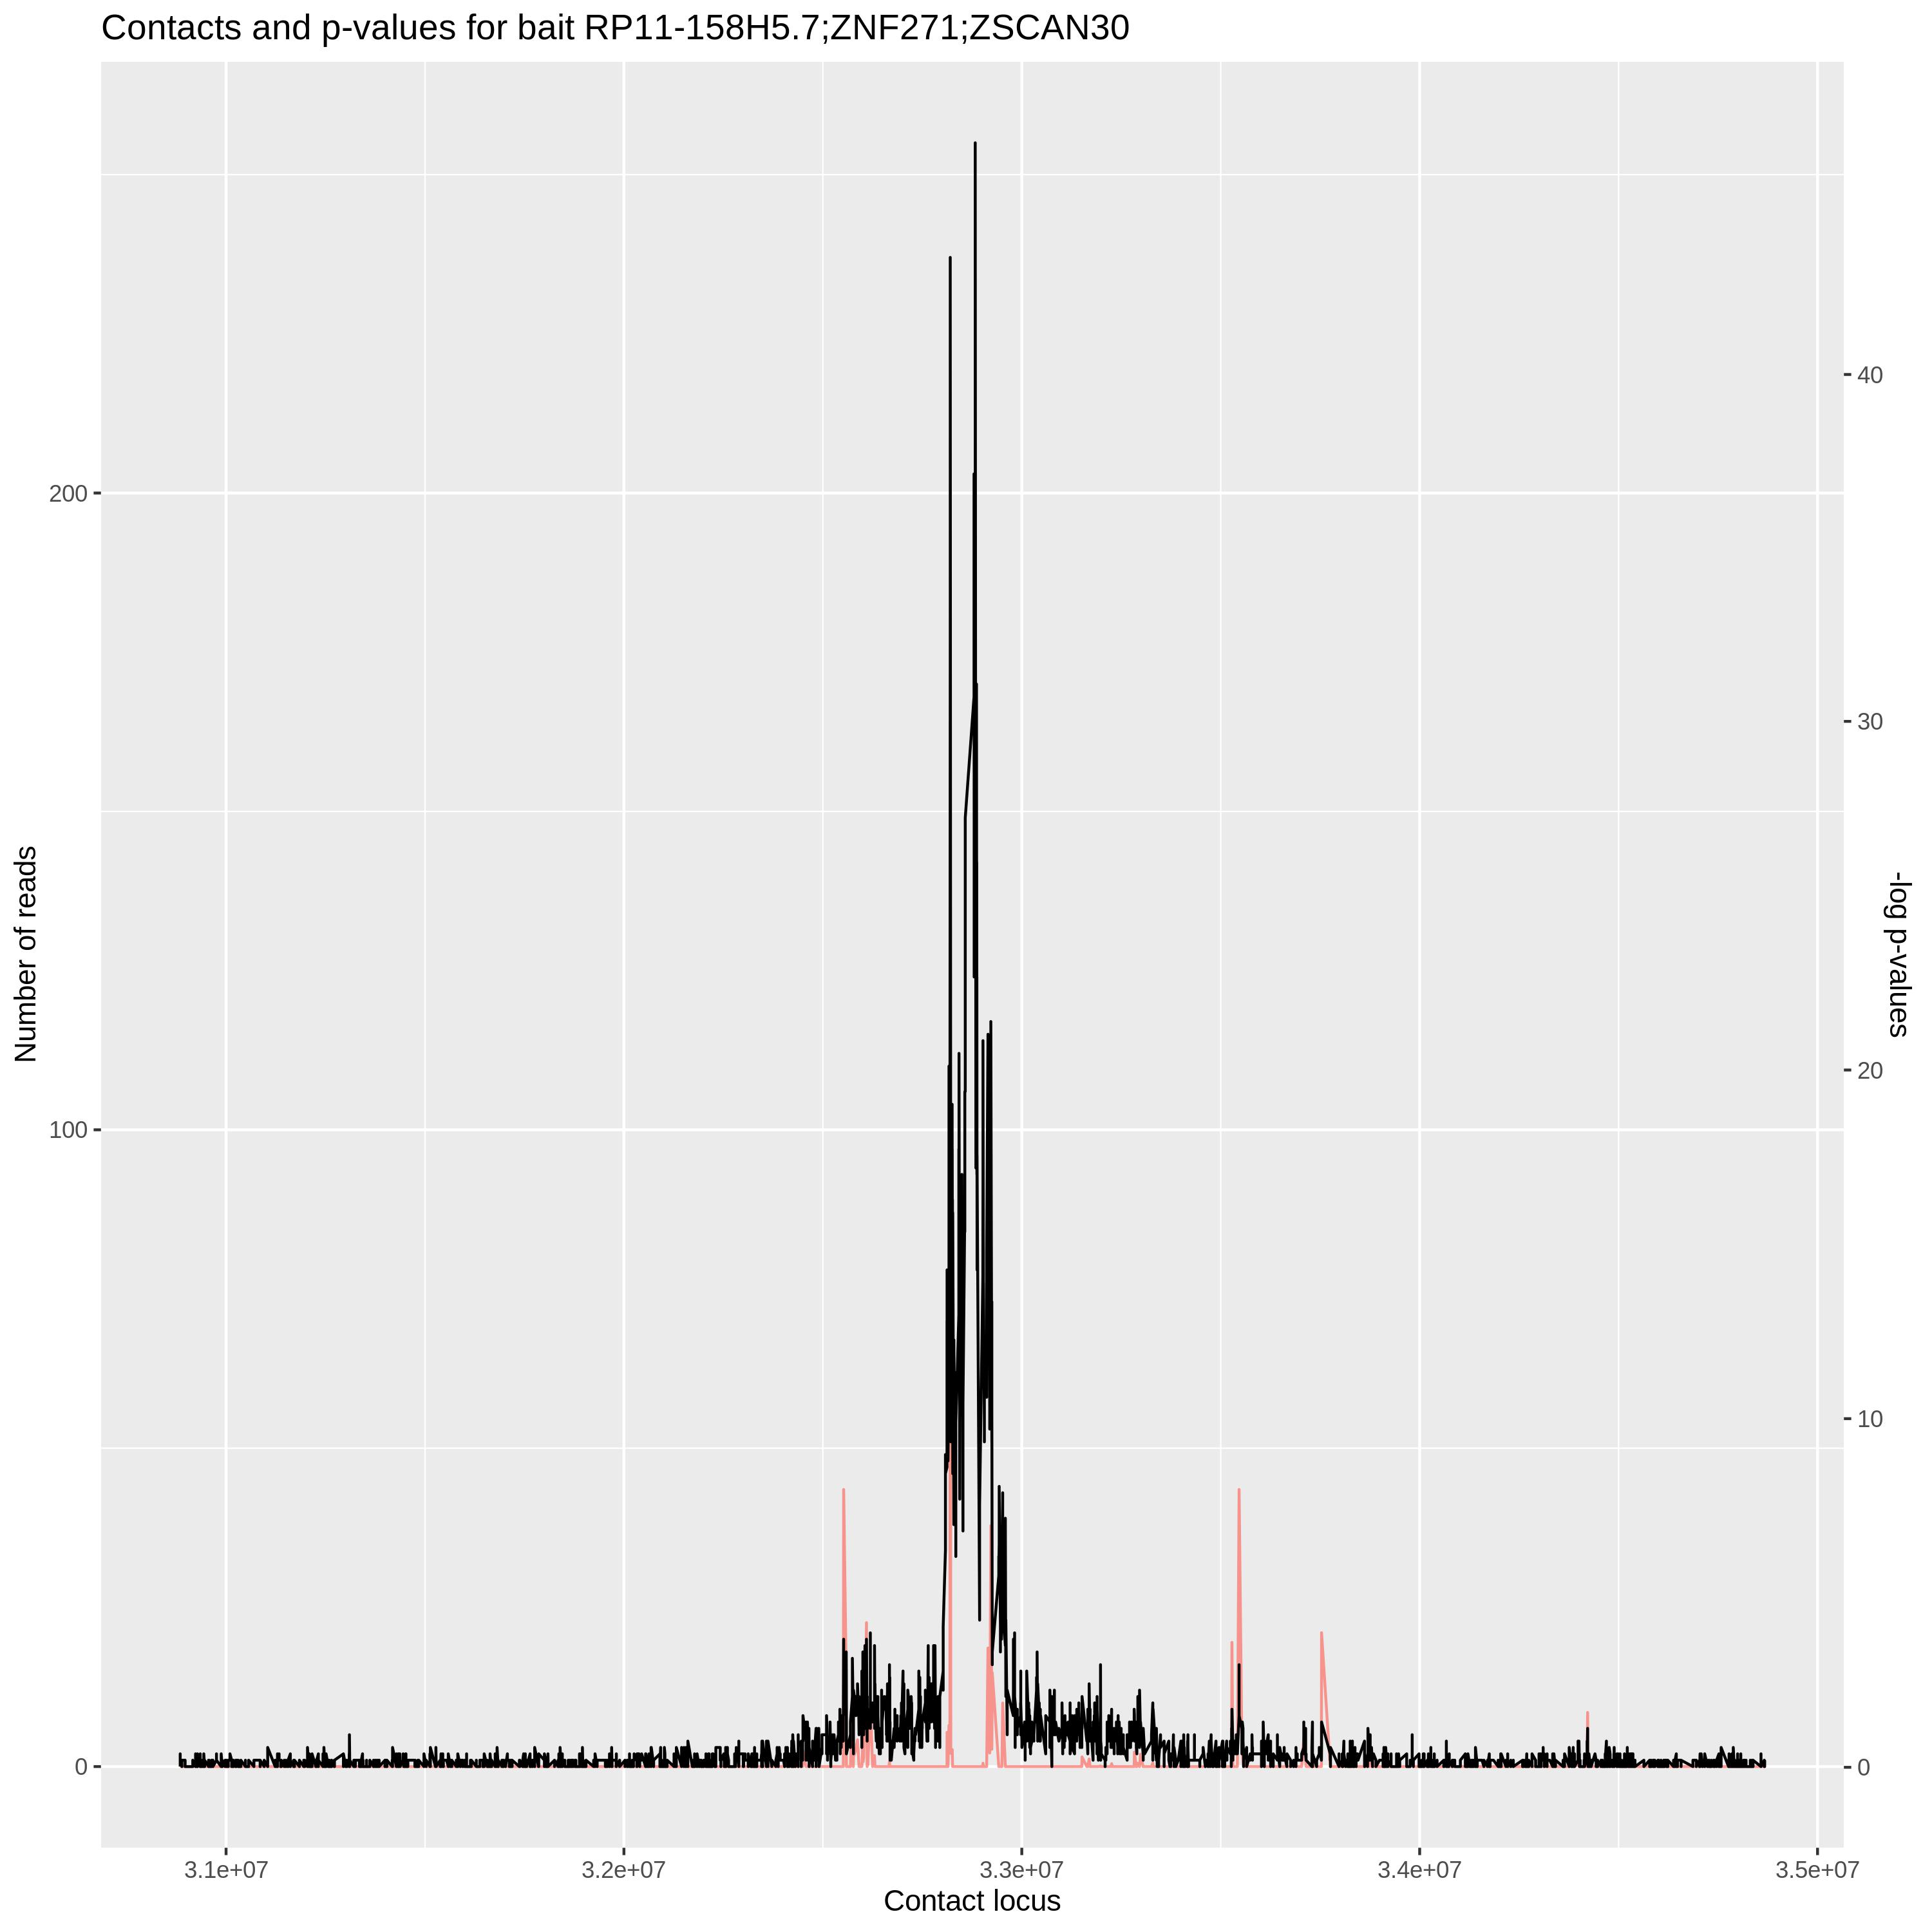 Contacts and p-values for bait RP11-158H5.7;ZNF271;ZSCAN30
Number of reads
200
100
0
40
30
20
10
0
-log p-values
3.1e+07
3.2e+07
3.3e+07
3.4e+07
3.5e+07
Contact locus